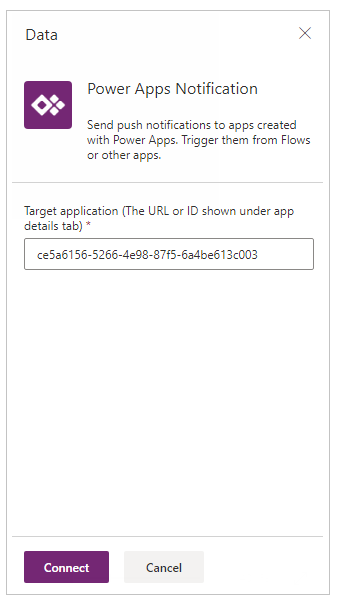 Data
Power Apps Notification
Send push notifications to apps created
with Power Apps. Trigger them from Flows
or other apps.
Target application (The URL or ID shown under app
details tab) *
ce5a6156-5266-4e98-87f5-6a4be613c003
Connect
Cancel